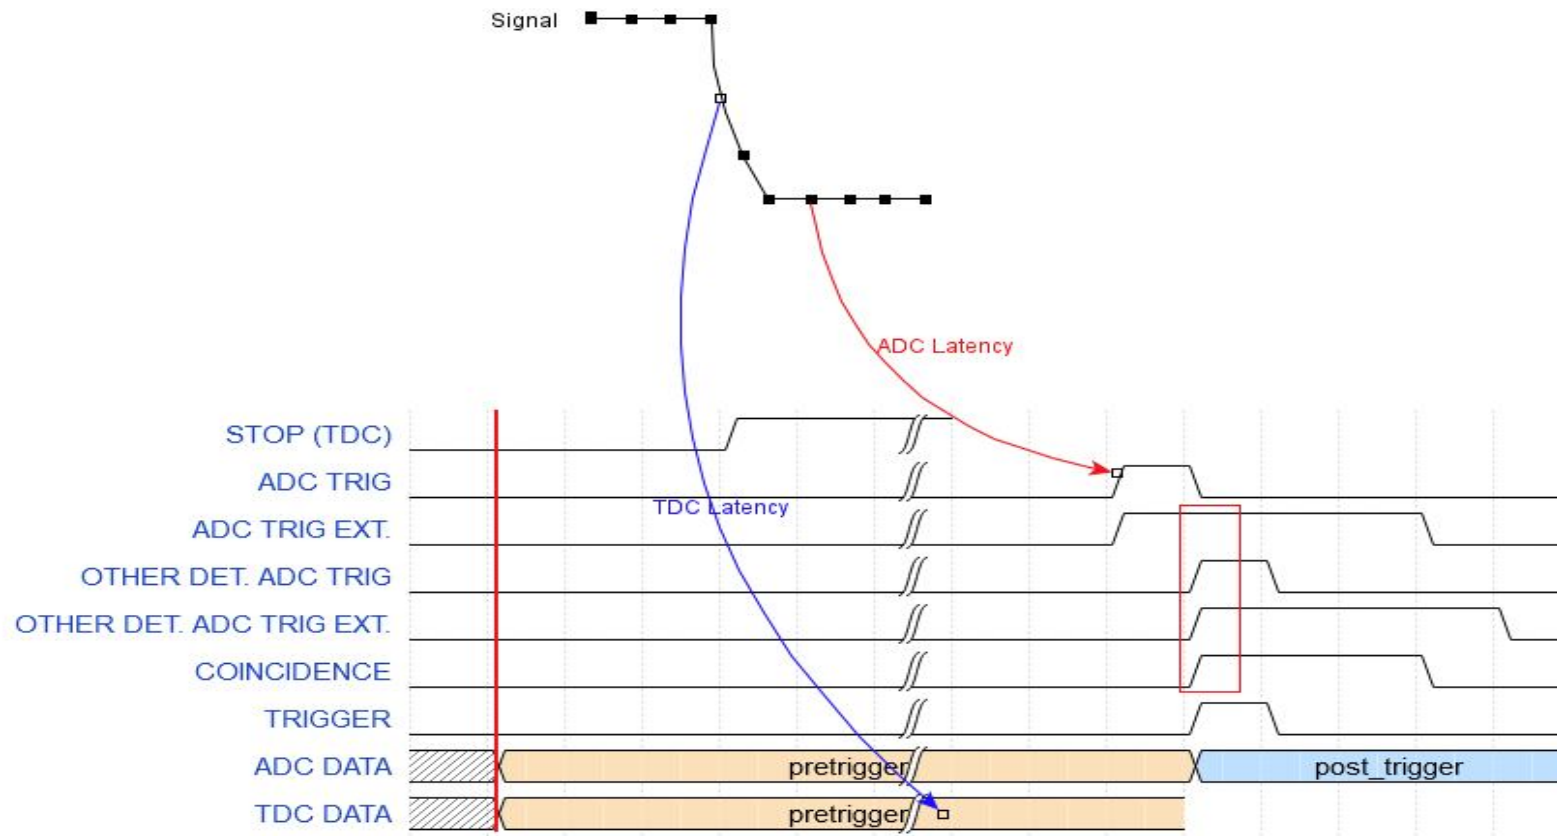 Signal
ADC Latency
STOP (TDC)
ADC TRIG
TDC Latency
ADC TRIG EXT.
OTHER DET. ADC TRIG
OTHER DET. ADC TRIG EXT.
COINCIDENCE
TRIGGER
ADC DATA pretrigger post_trigger
TDC DATA pretrigger